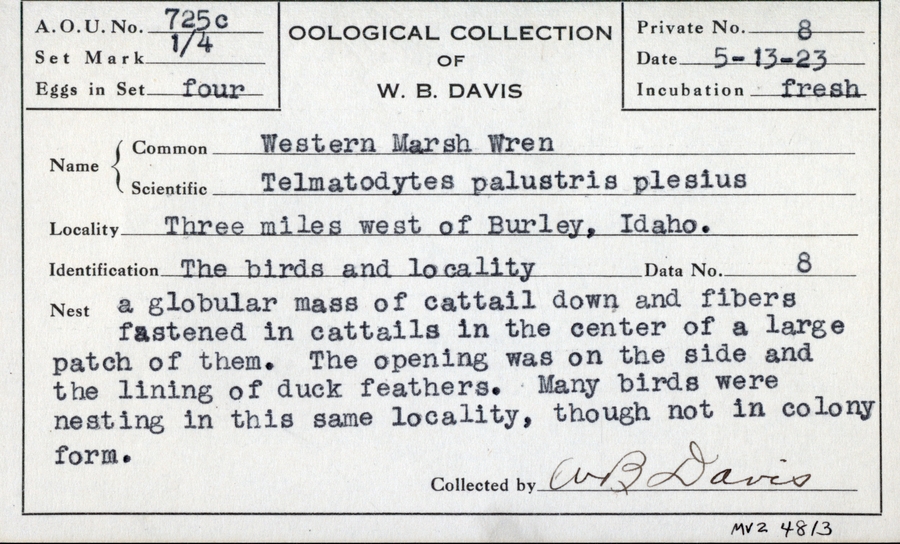 A.O.U. No. 725c
Set Mark 1/4
Eggs in Set four
OOLOGICAL COLLECTION
OF
W. B. DAVIS
Private No. 8
Date 5-13-23
Incubation fresh
Name { Common Western Marsh Wren
Scientific Telmatodytes palustris plesius
Locality Three miles west of Burley, Idaho.
Identification The birds and locality Data No. 8
Nest a globular mass of cattail down and fibers
fastened in cattails in the center of a large
patch of them. The opening was on the side and
the lining of duck feathers. Many birds were
nesting in this same locality, though not in colony
form.
Collected by WB Davis
MVZ 4813